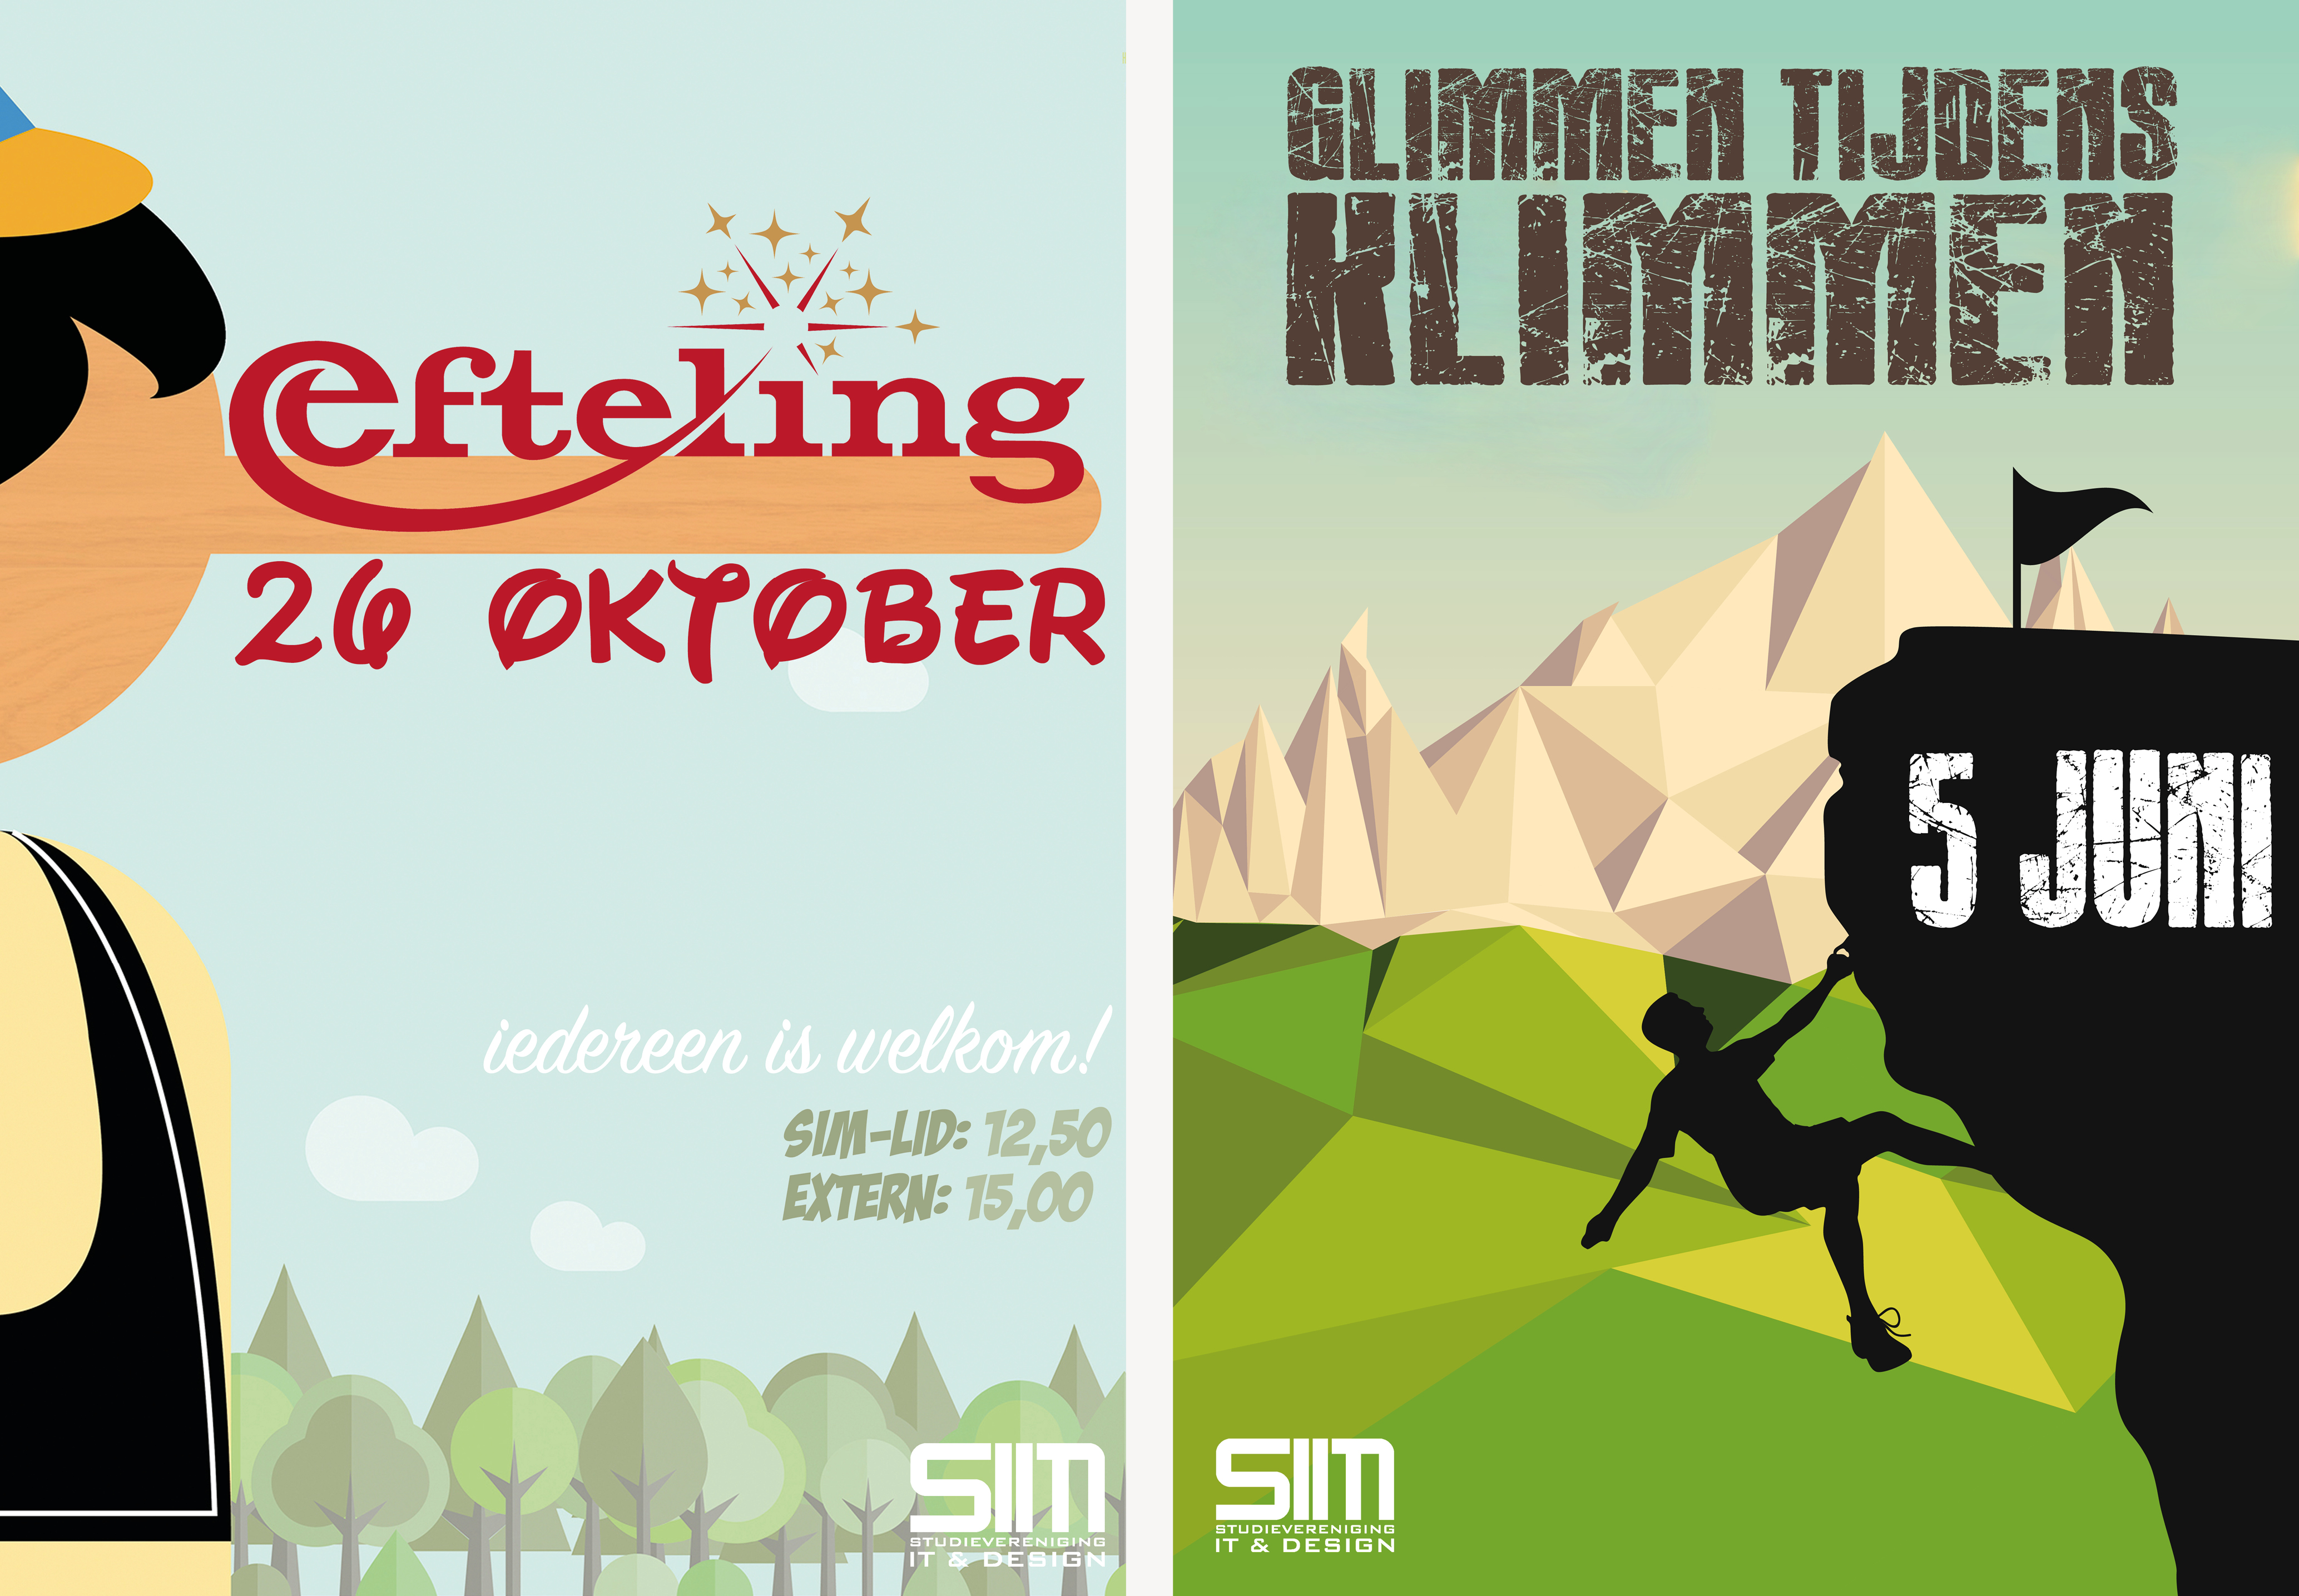 efteling
26 OKTOBER
iedereen is welkom!
SIM-LID: 12,50
EXTERN: 15,00
SIM
STUDIEVERENIGING
IT & DESIGN
GLIMMEN TIJDENS
KLIMMEN
5 JUNI
SIM
STUDIEVERENIGING
IT & DESIGN